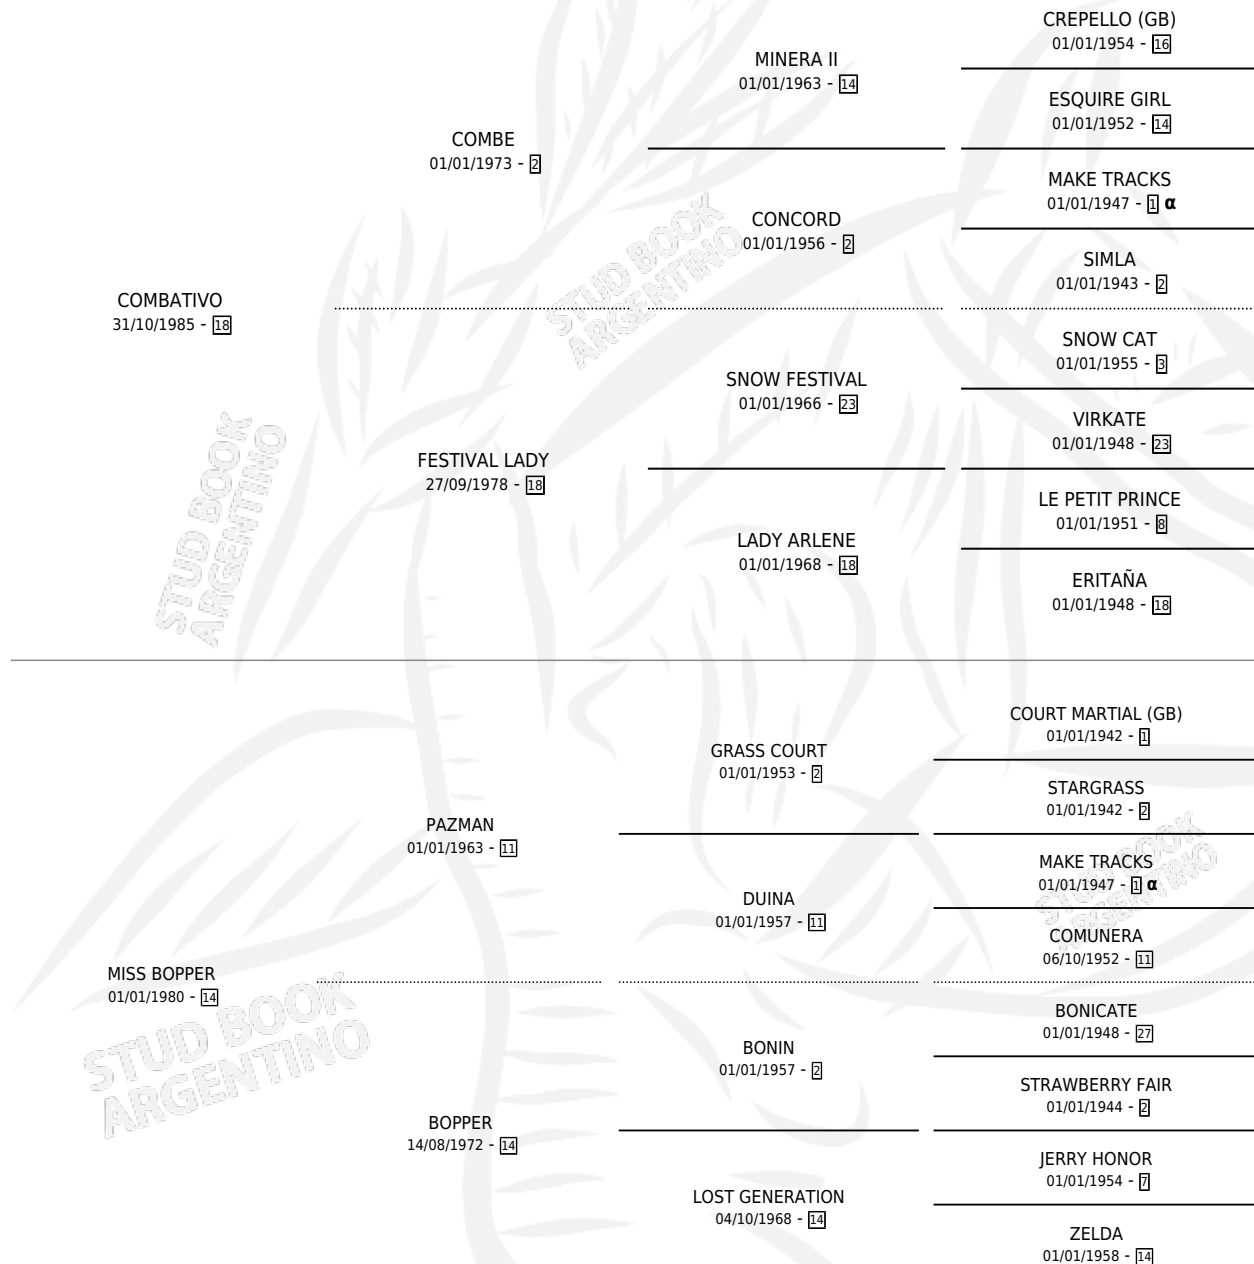 CREPELLO (GB)
01/01/1954 - 16
MINERA II
01/01/1963 - 14
ESQUIRE GIRL
01/01/1952 - 14
COMBE
01/01/1973 - 2
MAKE TRACKS
01/01/1947 - 1 α
CONCORD
01/01/1956 - 2
SIMLA
01/01/1943 - 2
COMBATIVO
31/10/1985 - 18
SNOW CAT
01/01/1955 - 3
SNOW FESTIVAL
01/01/1966 - 23
VIRKATE
01/01/1948 - 23
FESTIVAL LADY
27/09/1978 - 18
LE PETIT PRINCE
01/01/1951 - 8
LADY ARLENE
01/01/1968 - 18
ERITAÑA
01/01/1948 - 18
COURT MARTIAL (GB)
01/01/1942 - 1
GRASS COURT
01/01/1953 - 2
STARGRASS
01/01/1942 - 2
PAZMAN
01/01/1963 - 11
MAKE TRACKS
01/01/1947 - 1 α
DUINA
01/01/1957 - 11
COMUNERA
06/10/1952 - 11
MISS BOPPER
01/01/1980 - 14
BONICATE
01/01/1948 - 27
BONIN
01/01/1957 - 2
STRAWBERRY FAIR
01/01/1944 - 2
BOPPER
14/08/1972 - 14
JERRY HONOR
01/01/1954 - 7
LOST GENERATION
04/10/1968 - 14
ZELDA
01/01/1958 - 14
STUD BOOK
ARGENTINO
STUD BOOK
ARGENTINO
STUD BOOK
ARGENTINO
STUD BOOK
ARGENTINO